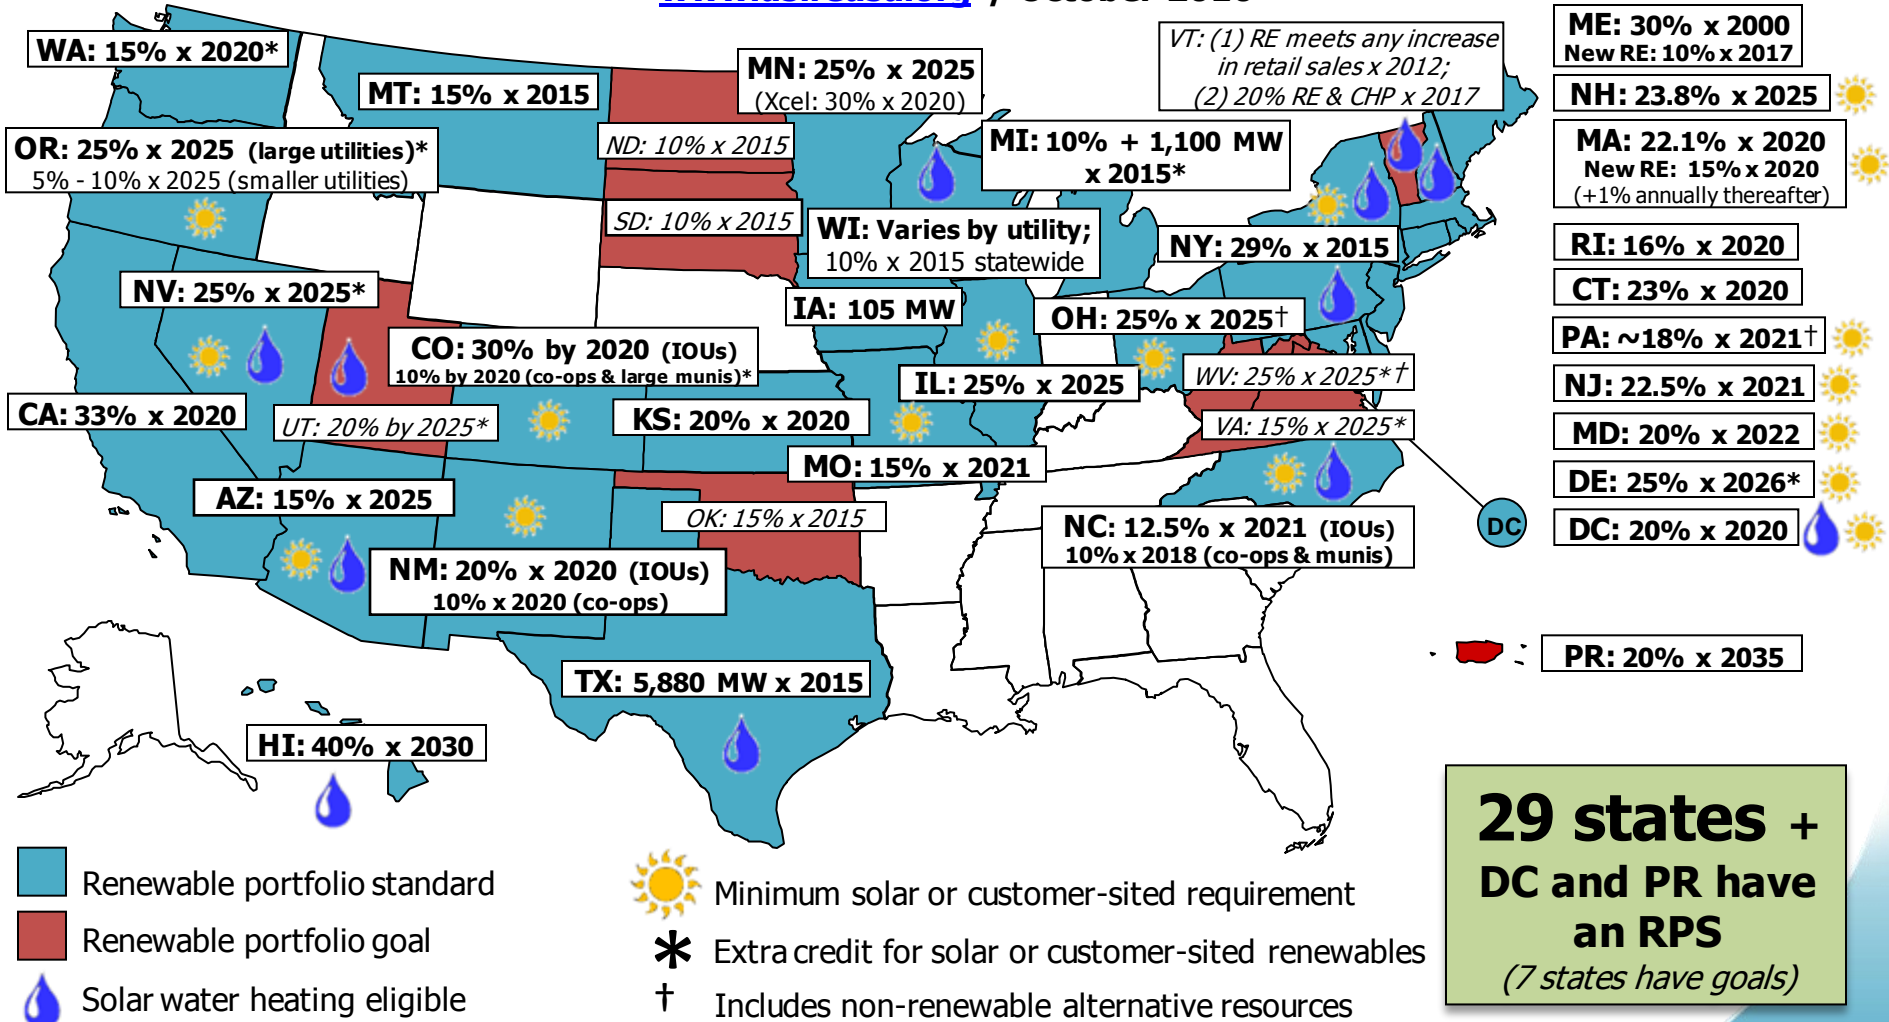 WA: 15% x 2020*
MT: 15% x 2015
MN: 25% x 2025
(Xcel: 30% x 2020)
VT: (1) RE meets any increase
in retail sales x 2012;
(2) 20% RE & CHP x 2017
ME: 30% x 2000
New RE: 10% x 2017
NH: 23.8% x 2025
OR: 25% x 2025 (large utilities)*
5% - 10% x 2025 (smaller utilities)
ND: 10% x 2015
MI: 10% + 1,100 MW
x 2015*
MA: 22.1% x 2020
New RE: 15% x 2020
(+1% annually thereafter)
SD: 10% x 2015
WI: Varies by utility;
10% x 2015 statewide
NY: 29% x 2015
RI: 16% x 2020
CT: 23% x 2020
NV: 25% x 2025*
IA: 105 MW
OH: 25% x 2025†
PA: ~18% x 2021†
CO: 30% by 2020 (IOUs)
10% by 2020 (co-ops & large munis)*
IL: 25% x 2025
WV: 25% x 2025*†
NJ: 22.5% x 2021
CA: 33% x 2020
UT: 20% by 2025*
KS: 20% x 2020
VA: 15% x 2025*
MD: 20% x 2022
MO: 15% x 2021
DE: 25% x 2026*
AZ: 15% x 2025
OK: 15% x 2015
NC: 12.5% x 2021 (IOUs)
10% x 2018 (co-ops & munis)
DC
DC: 20% x 2020
NM: 20% x 2020 (IOUs)
10% x 2020 (co-ops)
PR: 20% x 2035
TX: 5,880 MW x 2015
HI: 40% x 2030
29 states +
DC and PR have
an RPS
(7 states have goals)
Renewable portfolio standard
Renewable portfolio goal
Solar water heating eligible
Minimum solar or customer-sited requirement
* Extra credit for solar or customer-sited renewables
† Includes non-renewable alternative resources